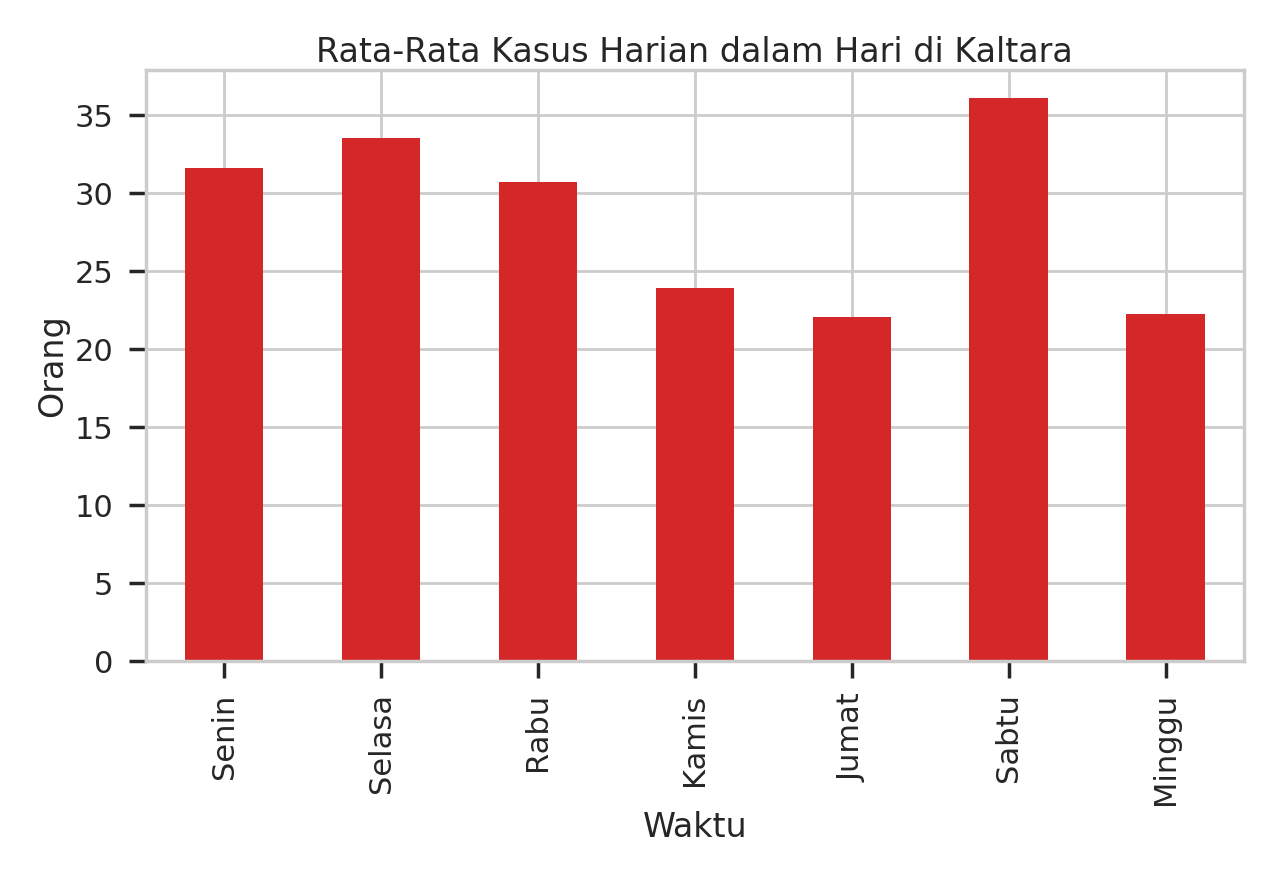 Rata-Rata Kasus Harian dalam Hari di Kaltara
Orang
35
30
25
20
15
10
5
0
Senin
Selasa
Rabu
Kamis
Jumat
Sabtu
Minggu
Waktu